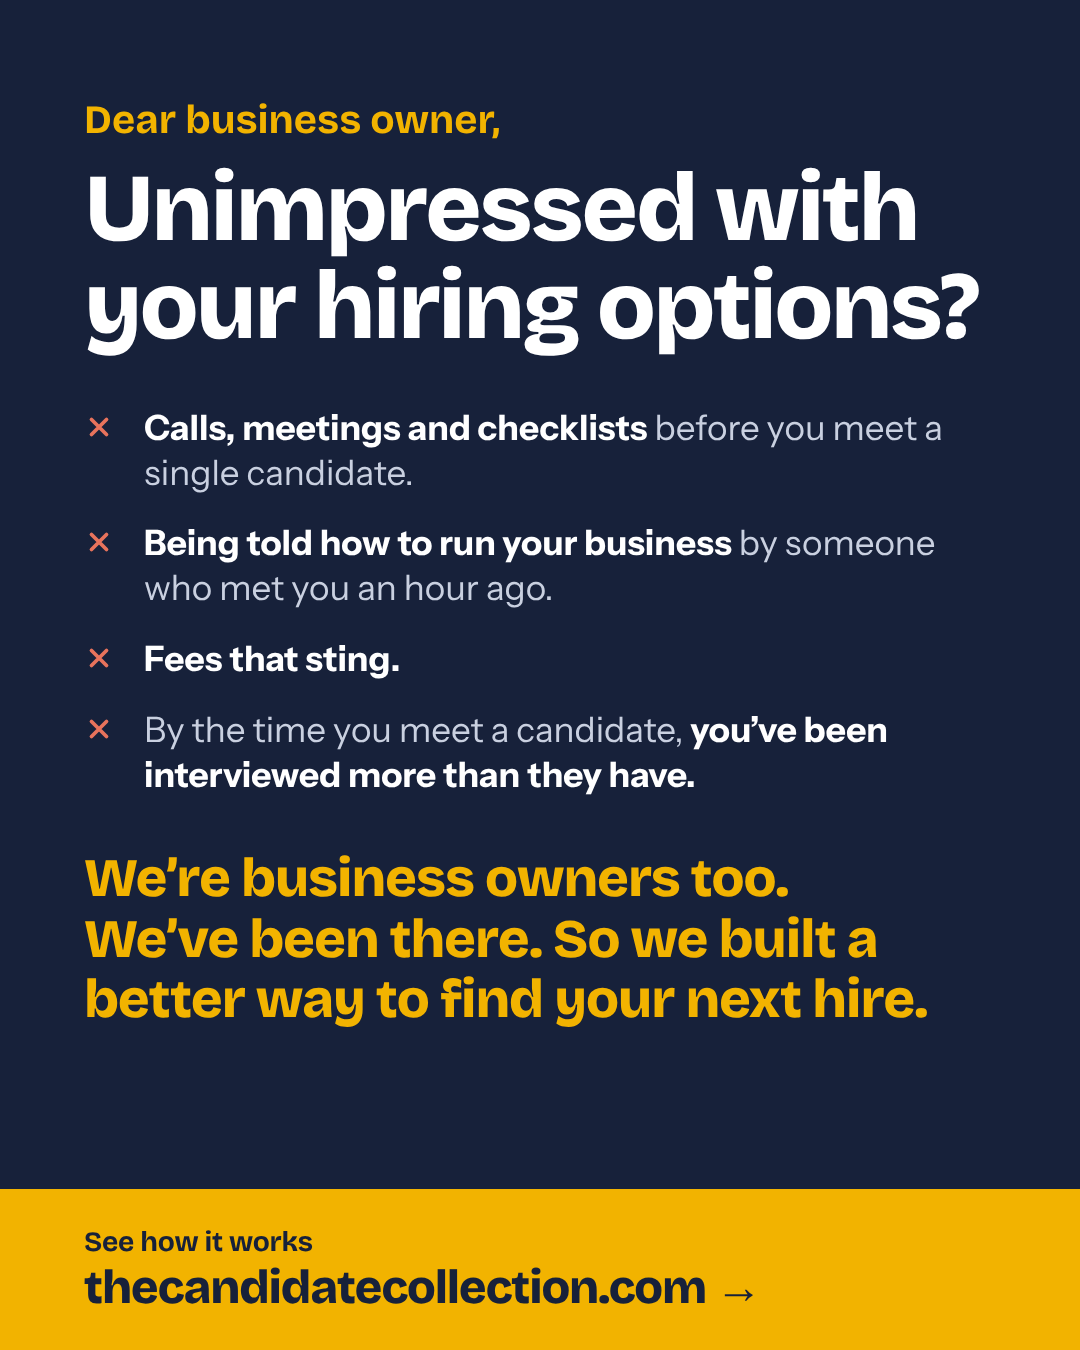 Dear business owner,
Unimpressed with
your hiring options?
✕ Calls, meetings and checklists before you meet a
single candidate.
✕ Being told how to run your business by someone
who met you an hour ago.
✕ Fees that sting.
✕ By the time you meet a candidate, you’ve been
interviewed more than they have.
We’re business owners too.
We’ve been there. So we built a
better way to find your next hire.
See how it works
thecandidatecollection.com →